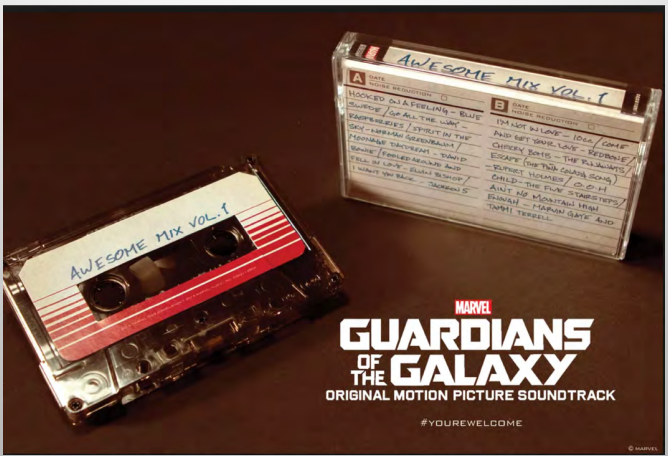 AWESOME MIX VOL. 1
A DATE
NOISE REDUCTION
HOOKED ON A FEELING - BLUE
SWEDE / GO ALL THE WAY -
RASPBERRIES / SPIRIT IN THE
SKY - NORMAN GREENBAUM /
MOONAGE DAYDREAM - DAVID
BOWIE / FOOLED AROUND AND
FELL IN LOVE - ELVIN BISHOP /
I WANT YOU BACK - JACKSON 5
B DATE
NOISE REDUCTION
I'M NOT IN LOVE - 10cc / COME
AND GET YOUR LOVE - REDBONE /
CHERRY BOMB - THE RUNAWAYS /
ESCAPE (THE PIÑA COLADA SONG)
- RUPERT HOLMES / O-O-H
CHILD - THE FIVE STAIRSTEPS /
AIN'T NO MOUNTAIN HIGH
ENOUGH - MARVIN GAYE AND
TAMMI TERRELL
AWESOME MIX VOL. 1
MARVEL
GUARDIANS
OF
THE GALAXY
ORIGINAL MOTION PICTURE SOUNDTRACK
#YOUREWELCOME
© MARVEL